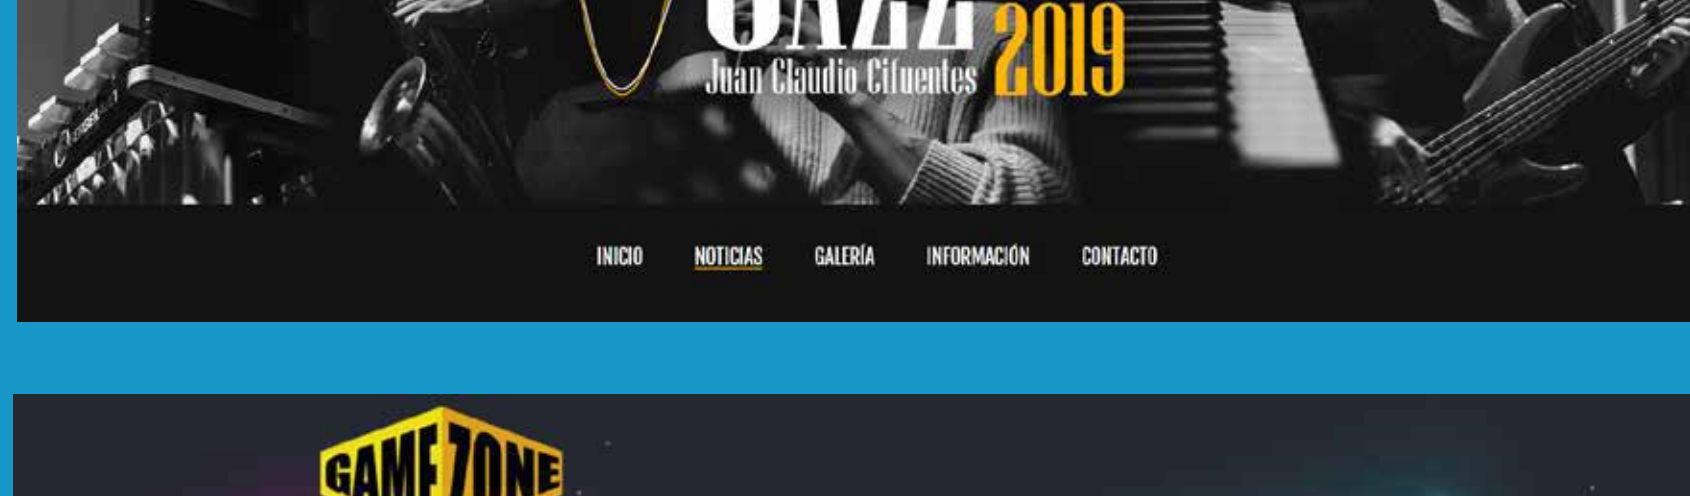 JAZZ
Juan Claudio Cifuentes 2019
INICIO NOTICIAS GALERÍA INFORMACIÓN CONTACTO
GAME ZONE